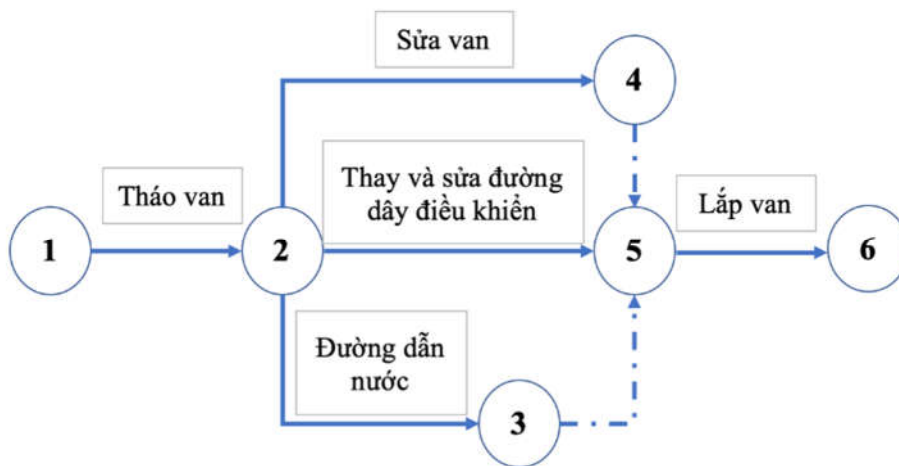 Sửa van
4
Tháo van
Thay và sửa đường
dây điều khiển
Lắp van
1
2
5
6
Đường dẫn
nước
3